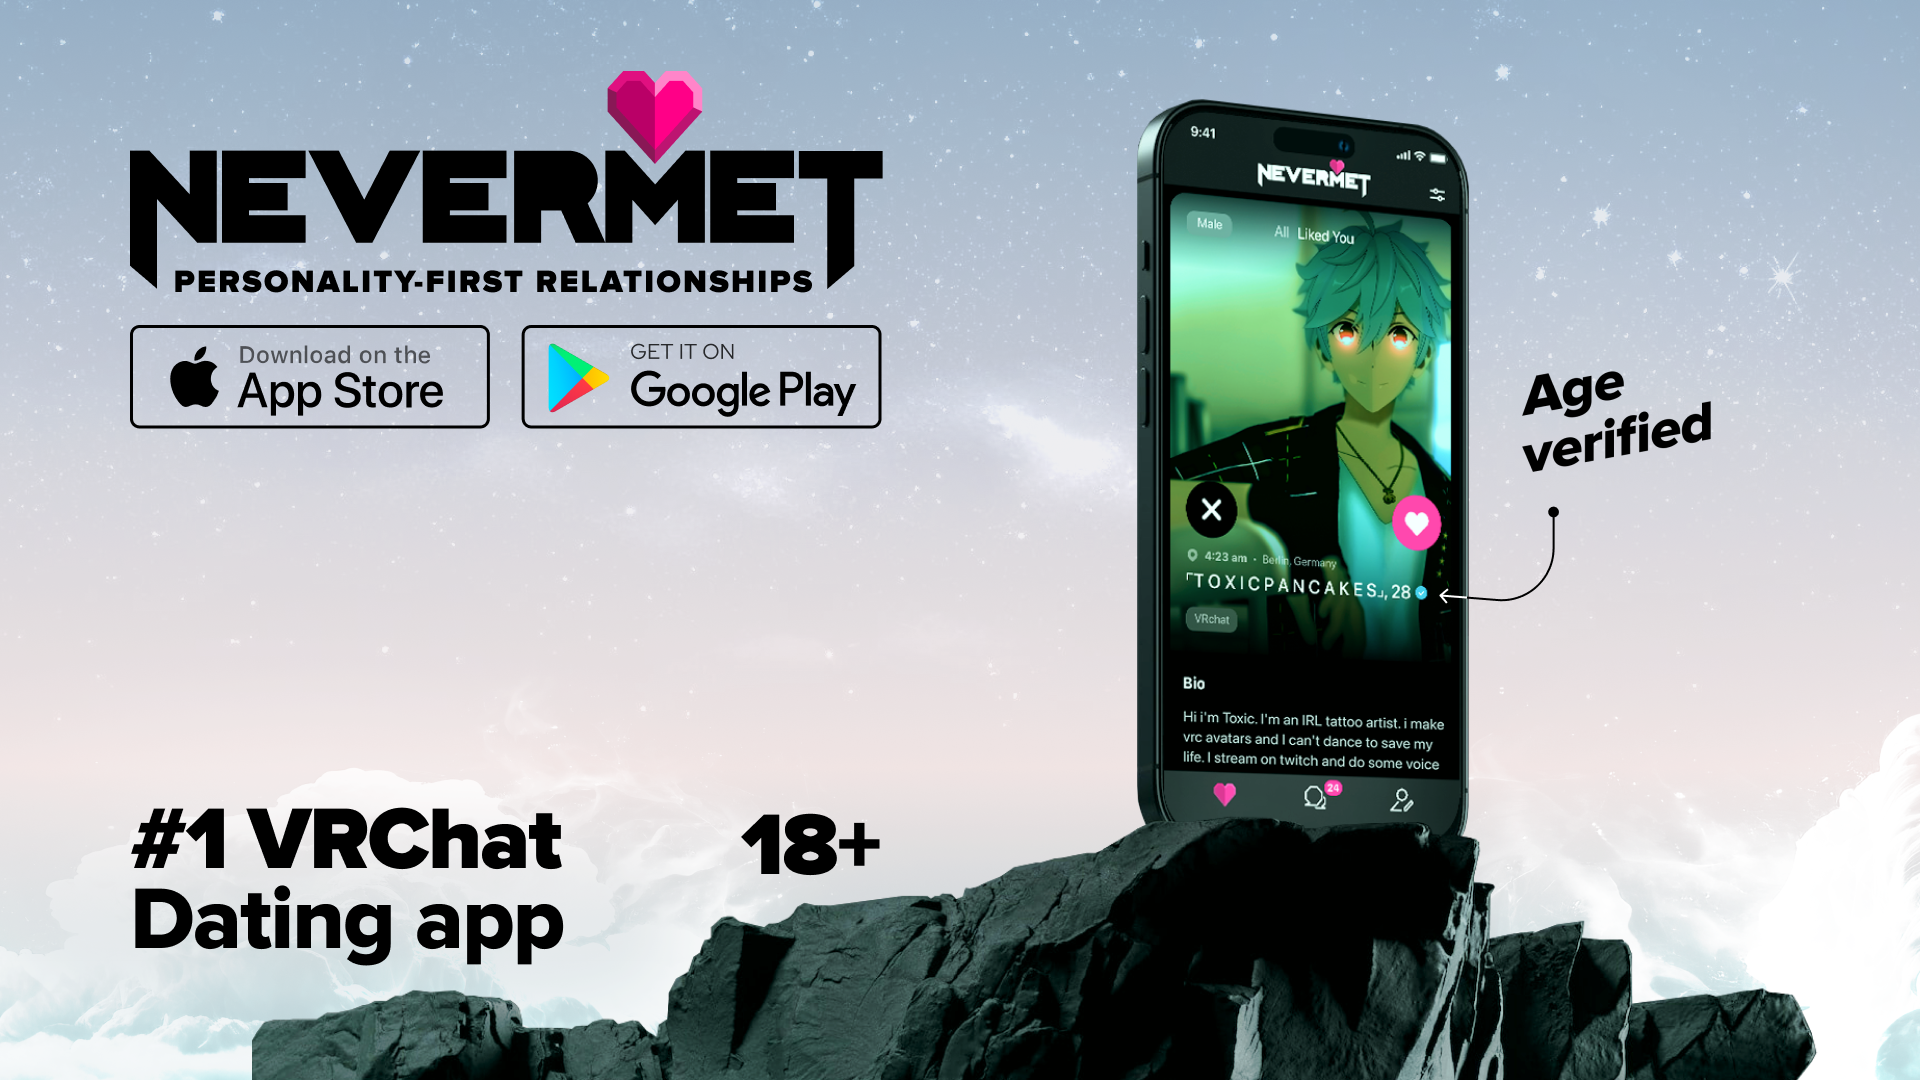 NEVERMET
PERSONALITY-FIRST RELATIONSHIPS
Download on the
App Store
GET IT ON
Google Play
#1 VRChat
Dating app
18+
9:41
NEVERMET
Male
All Liked You
4:23 am - Berlin, Germany
「TOXICPANCAKES」, 28
VRchat
Bio
Hi i'm Toxic. I'm an IRL tattoo artist. i make
vrc avatars and I can't dance to save my
life. I stream on twitch and do some voice
24
Age
verified